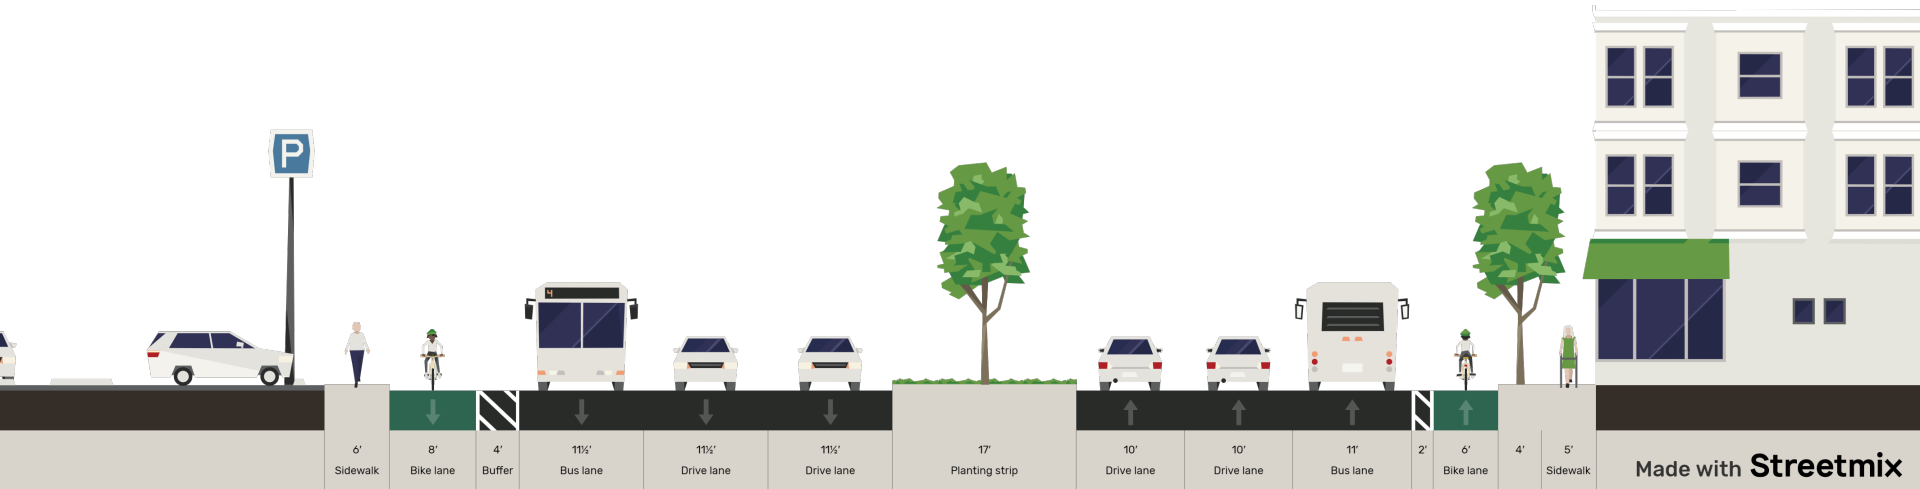 P
4
6′
Sidewalk
8′
Bike lane
4′
Buffer
11½′
Bus lane
11½′
Drive lane
11½′
Drive lane
17′
Planting strip
10′
Drive lane
10′
Drive lane
11′
Bus lane
2′
6′
Bike lane
4′
5′
Sidewalk
Made with Streetmix